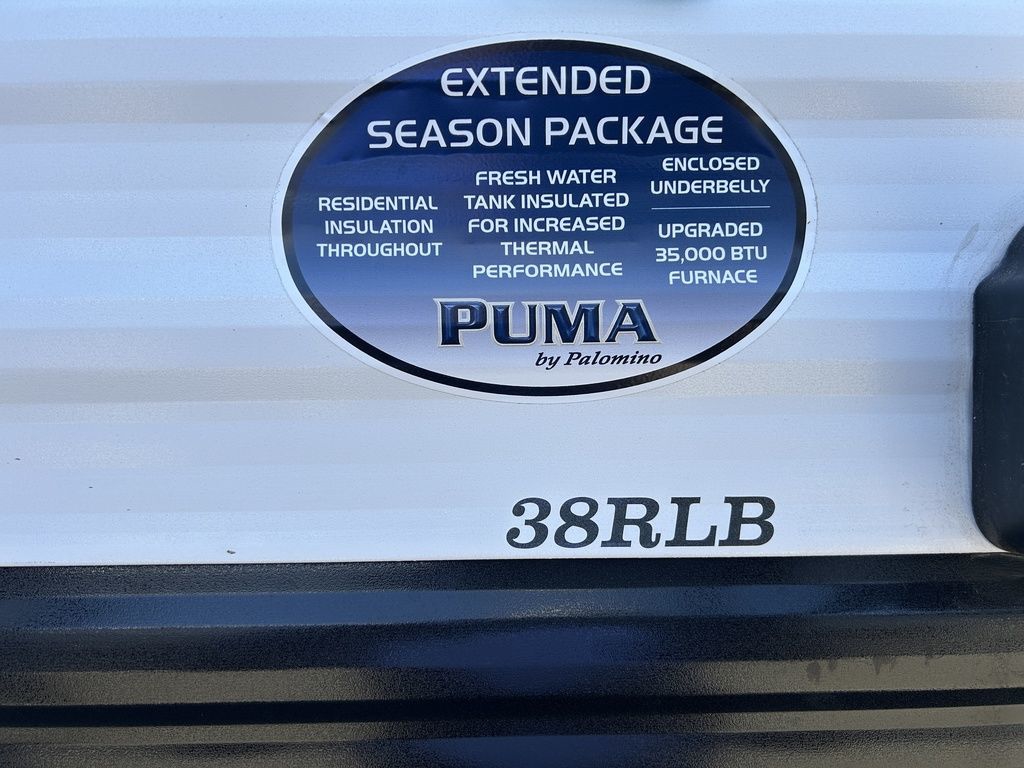 EXTENDED
SEASON PACKAGE
RESIDENTIAL
INSULATION
THROUGHOUT
FRESH WATER
TANK INSULATED
FOR INCREASED
THERMAL
PERFORMANCE
ENCLOSED
UNDERBELLY
UPGRADED
35,000 BTU
FURNACE
PUMA
by Palomino
38RLB